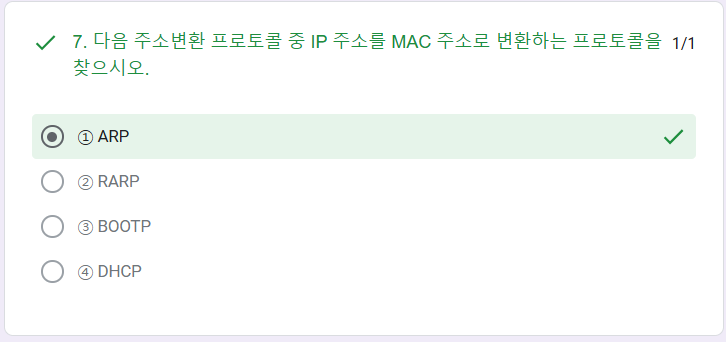 7. 다음 주소변환 프로토콜 중 IP 주소를 MAC 주소로 변환하는 프로토콜을 1/1
찾으시오.
① ARP
② RARP
③ BOOTP
④ DHCP